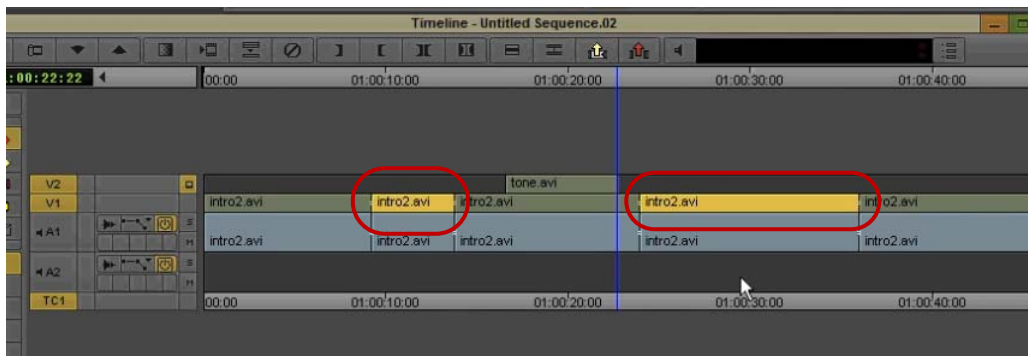 Timeline - Untitled Sequence.02
:00:22:22 00:00 01:00:10:00 01:00:20:00 01:00:30:00 01:00:40:00
V2 tone.avi
V1 intro2.avi intro2.avi intro2.avi intro2.avi intro2.avi
A1 S M intro2.avi intro2.avi intro2.avi intro2.avi intro2.avi
A2 S M
TC1 00:00 01:00:10:00 01:00:20:00 01:00:30:00 01:00:40:00